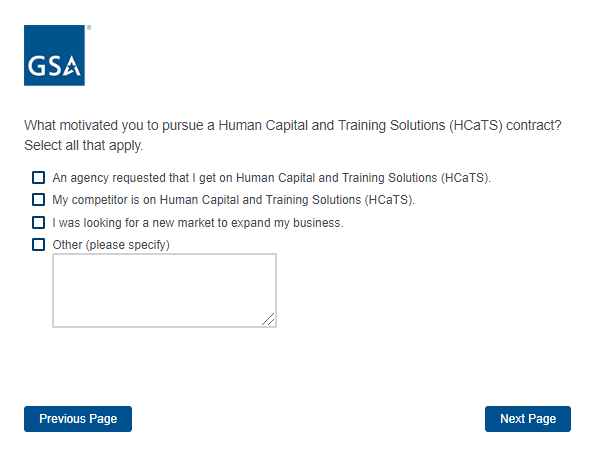 GSA
®
What motivated you to pursue a Human Capital and Training Solutions (HCaTS) contract?
Select all that apply.
An agency requested that I get on Human Capital and Training Solutions (HCaTS).
My competitor is on Human Capital and Training Solutions (HCaTS).
I was looking for a new market to expand my business.
Other (please specify)
Previous Page
Next Page